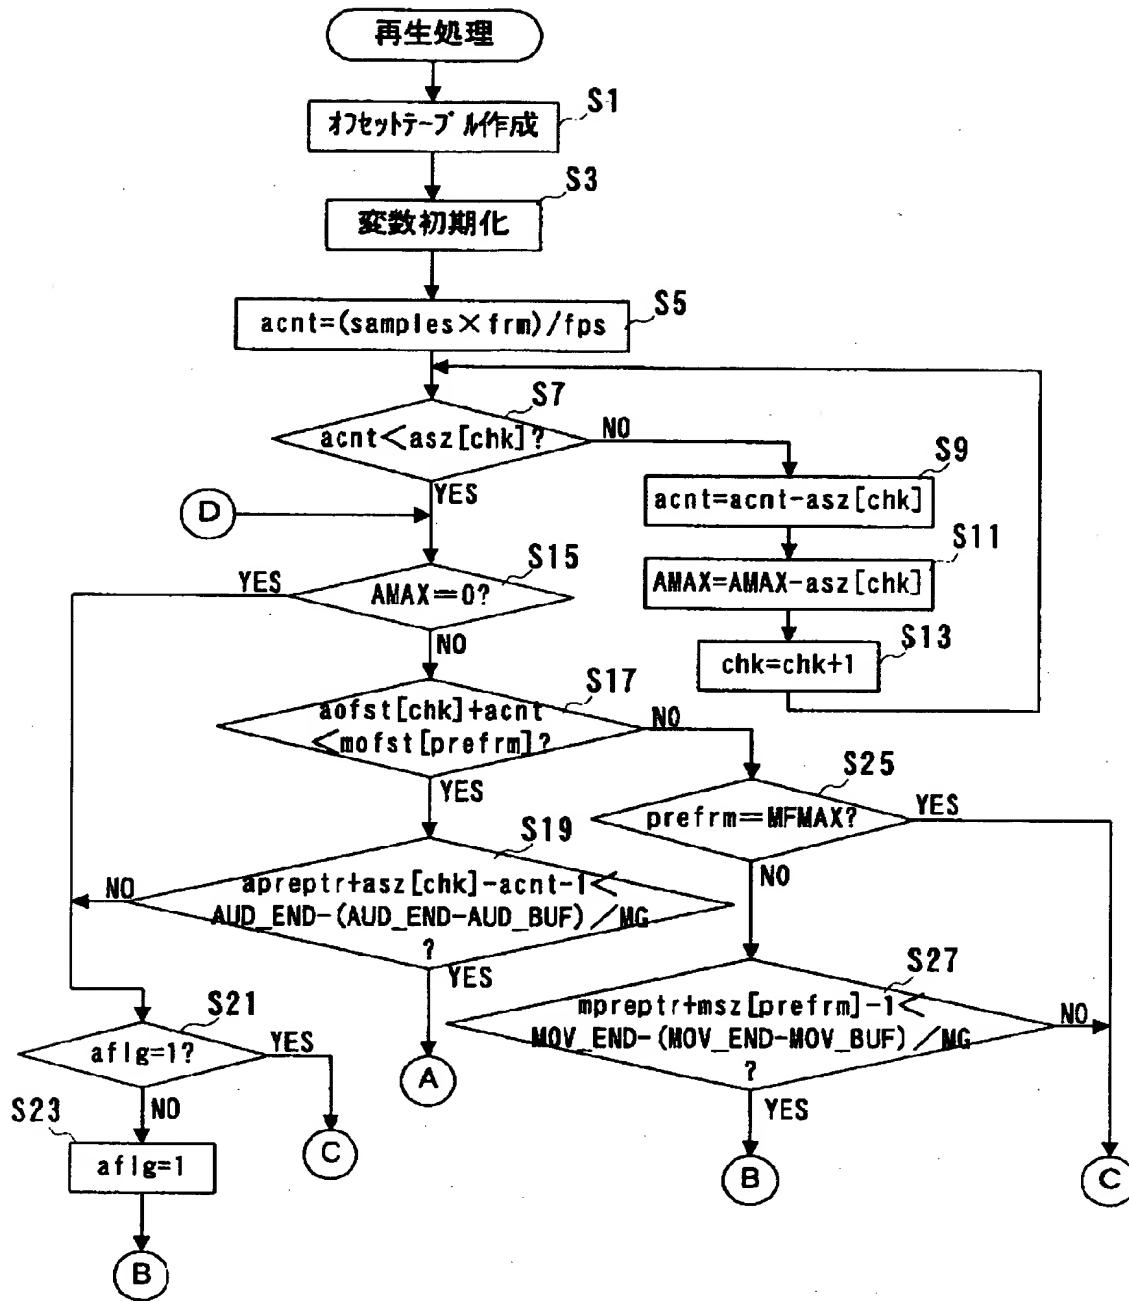 再生処理
S1
オフセットテーブル作成
S3
変数初期化
S5
acnt=(samples×frm)/fps
S7
acnt<asz[chk]?
NO
YES
S9
acnt=acnt-asz[chk]
D
S11
AMAX=AMAX-asz[chk]
S15
YES
AMAX=0?
S13
chk=chk+1
NO
S17
aofst[chk]+acnt
<mofst[prefrm]?
NO
YES
S25
prefrm=MFMAX?
YES
NO
S19
apreptr+asz[chk]-acnt-1<
AUD_END-(AUD_END-AUD_BUF)/MG
?
NO
YES
S27
mpreptr+msz[prefrm]-1<
MOV_END-(MOV_END-MOV_BUF)/MG
?
NO
YES
S21
aflg=1?
YES
NO
A
S23
aflg=1
C
B
C
B